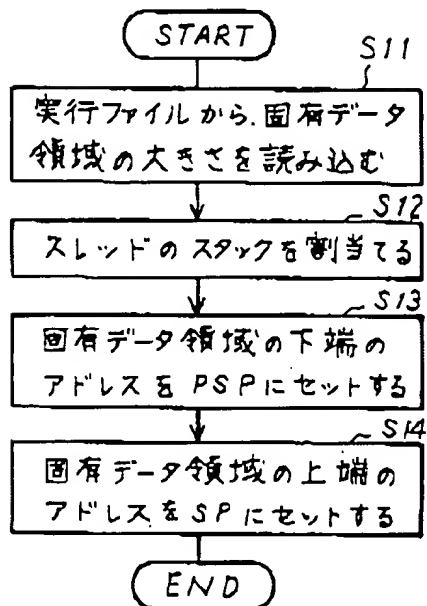 START
S11
実行ファイルから.固有データ
領域の大きさを読み込む
S12
スレッドのスタックを割当てる
S13
固有データ領域の下端の
アドレスをPSPにセットする
S14
固有データ領域の上端の
アドレスをSPにセットする
END